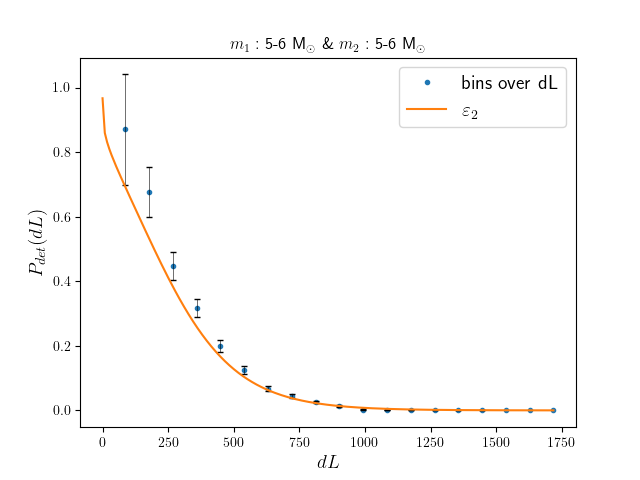 m₁ : 5-6 M⊙ & m₂ : 5-6 M⊙
bins over dL
ε₂
P_det(dL)
1.0
0.8
0.6
0.4
0.2
0.0
0 250 500 750 1000 1250 1500 1750
dL